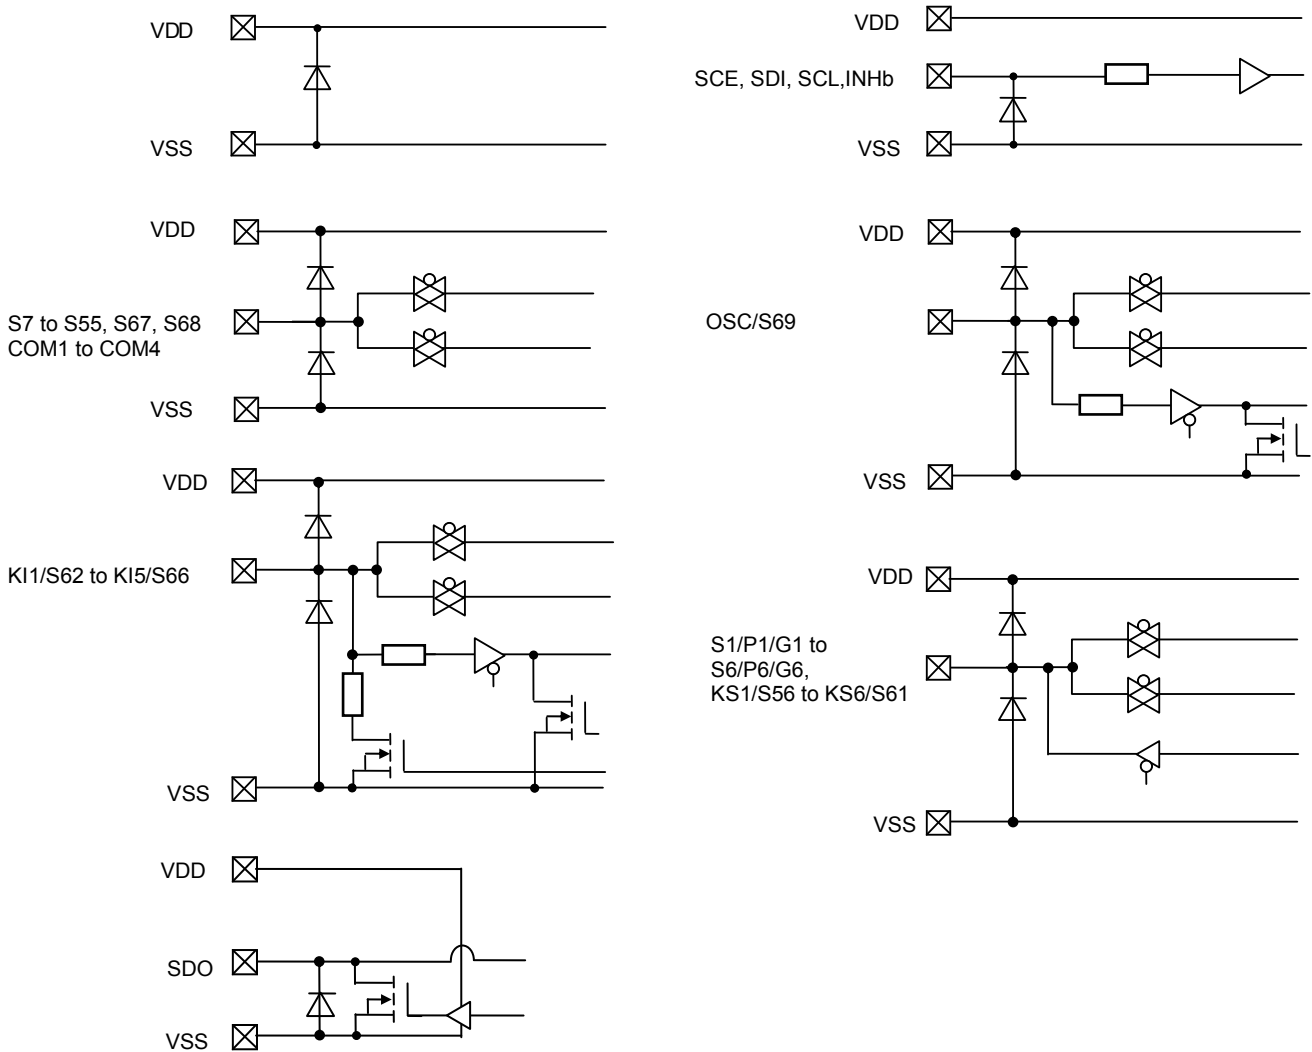 VDD
VSS
VDD
S7 to S55, S67, S68
COM1 to COM4
VSS
VDD
KI1/S62 to KI5/S66
VSS
VDD
SDO
VSS
VDD
SCE, SDI, SCL,INHb
VSS
VDD
OSC/S69
VSS
VDD
S1/P1/G1 to
S6/P6/G6,
KS1/S56 to KS6/S61
VSS